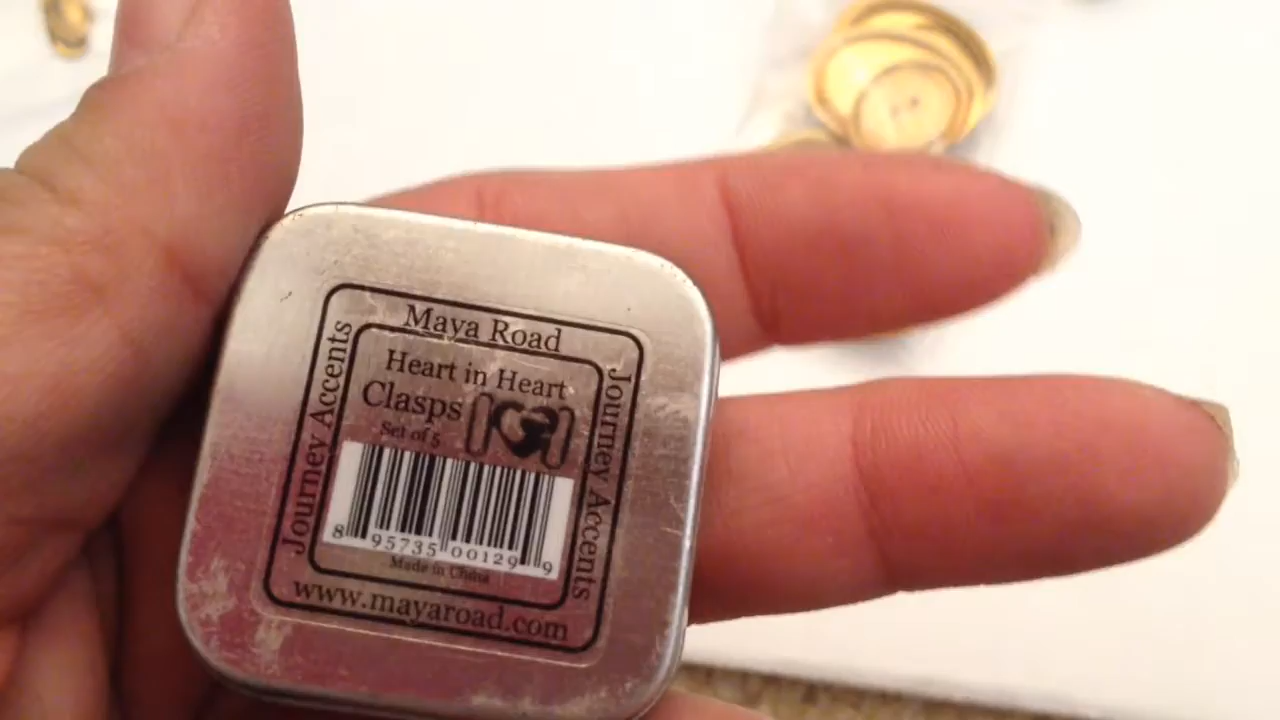 Maya Road
Journey Accents
Heart in Heart
Clasps
Set of 5
8 95735 00129 9
Made in China
Journey Accents
www.mayaroad.com